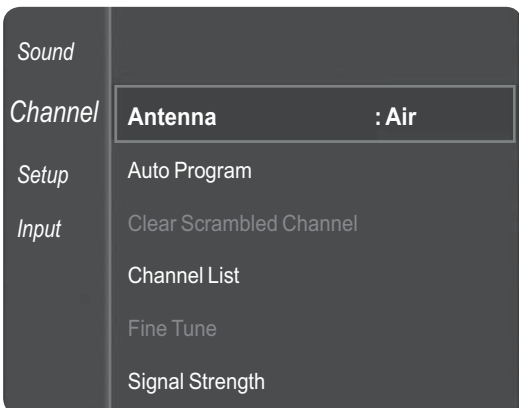 Sound
Channel
Setup
Input
Antenna : Air
Auto Program
Clear Scrambled Channel
Channel List
Fine Tune
Signal Strength